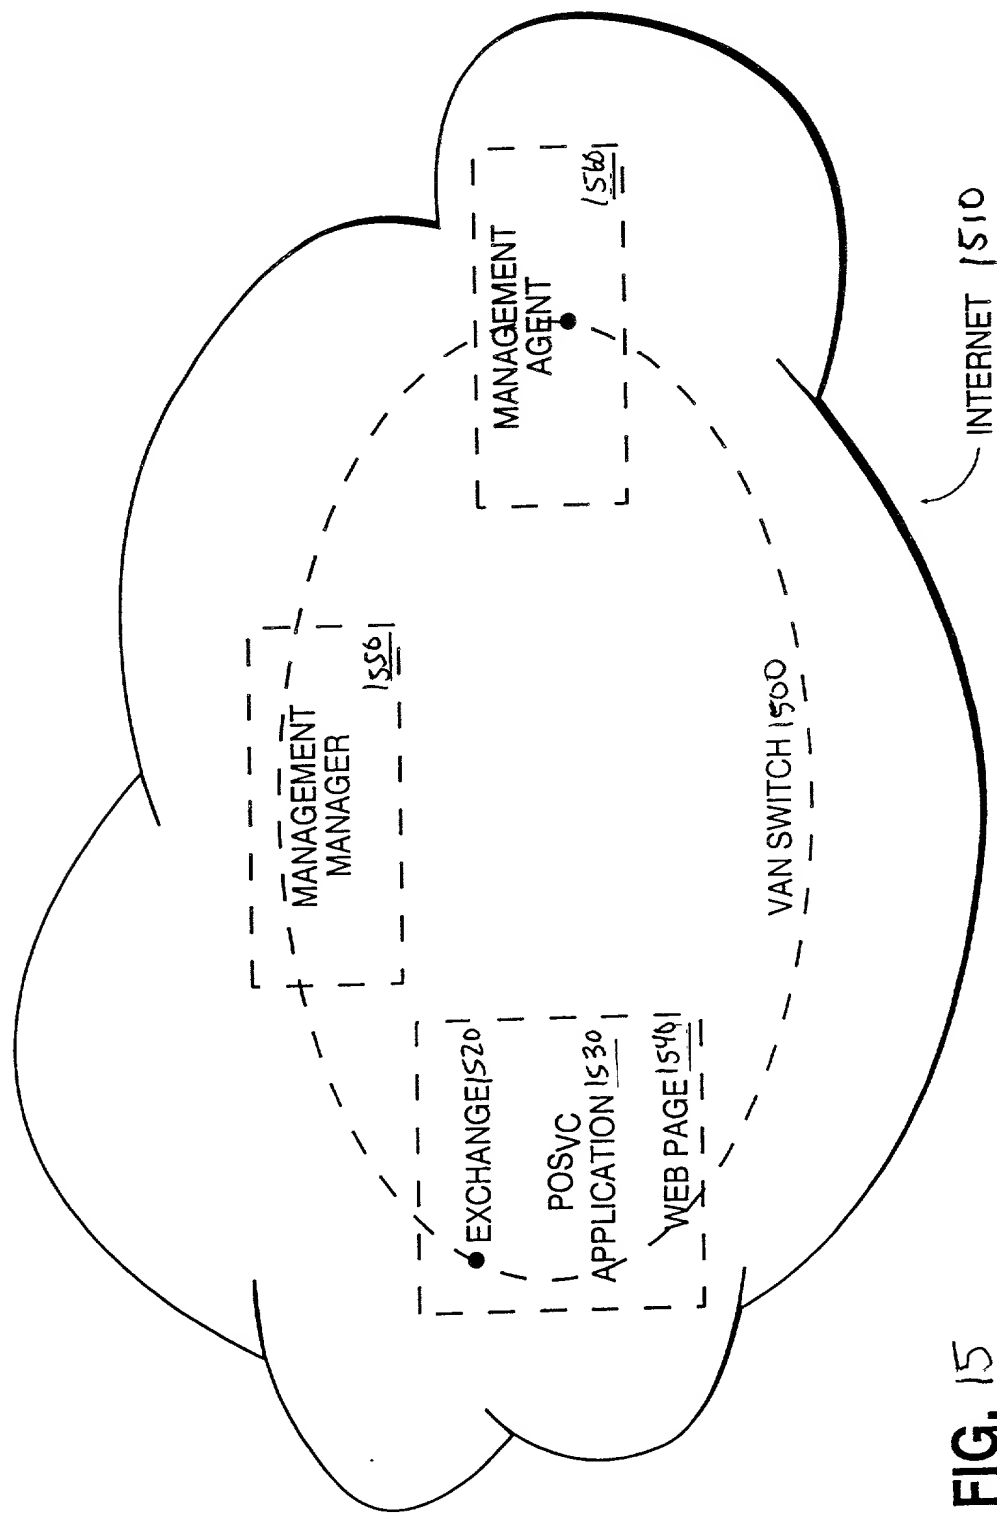 MANAGEMENT
MANAGER
1550
EXCHANGE 1520
POSVC
APPLICATION 1530
WEB PAGE 1540
MANAGEMENT
AGENT
1560
VAN SWITCH 1500
INTERNET 1510
FIG. 15